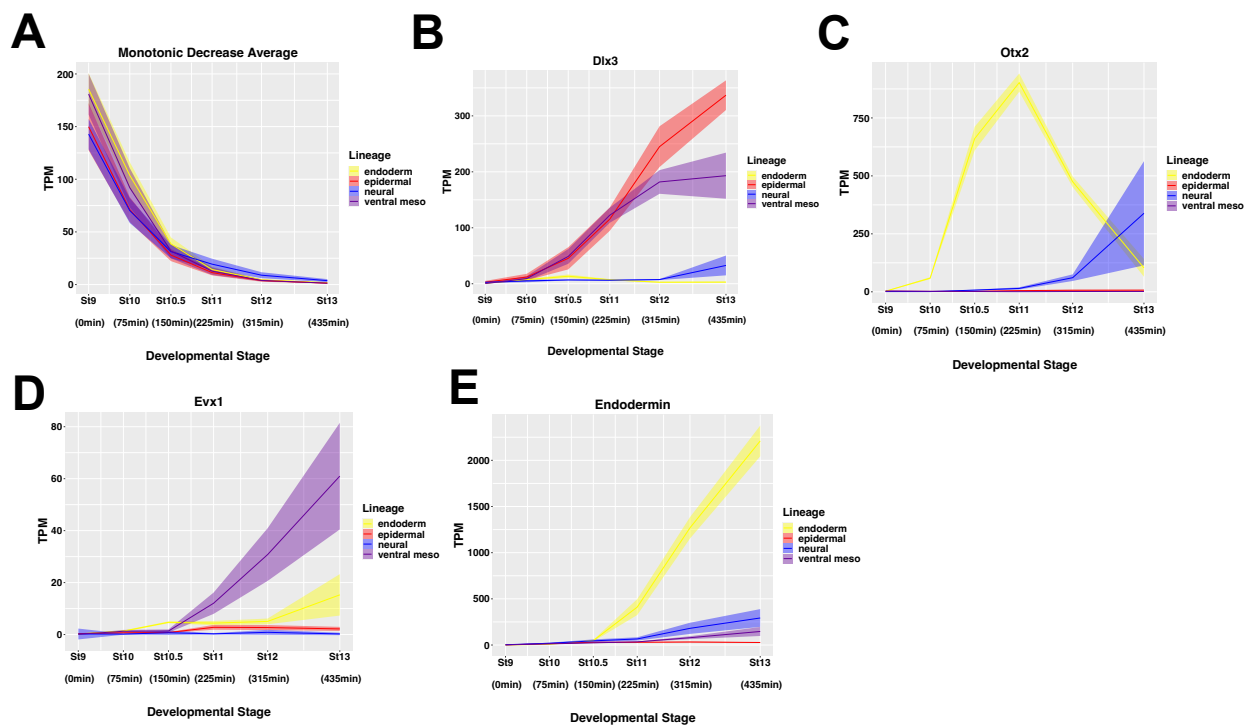 A
Monotonic Decrease Average
200
150
100
50
0
TPM
St9 St10 St10.5 St11 St12 St13
(0min) (75min) (150min) (225min) (315min) (435min)
Developmental Stage
Lineage
endoderm
epidermal
neural
ventral meso
B
Dlx3
300
200
100
0
TPM
St9 St10 St10.5 St11 St12 St13
(0min) (75min) (150min) (225min) (315min) (435min)
Developmental Stage
Lineage
endoderm
epidermal
neural
ventral meso
C
Otx2
750
500
250
0
TPM
St9 St10 St10.5 St11 St12 St13
(0min) (75min) (150min) (225min) (315min) (435min)
Developmental Stage
Lineage
endoderm
epidermal
neural
ventral meso
D
Evx1
80
60
40
20
0
TPM
St9 St10 St10.5 St11 St12 St13
(0min) (75min) (150min) (225min) (315min) (435min)
Developmental Stage
Lineage
endoderm
epidermal
neural
ventral meso
E
Endodermin
2000
1500
1000
500
0
TPM
St9 St10 St10.5 St11 St12 St13
(0min) (75min) (150min) (225min) (315min) (435min)
Developmental Stage
Lineage
endoderm
epidermal
neural
ventral meso